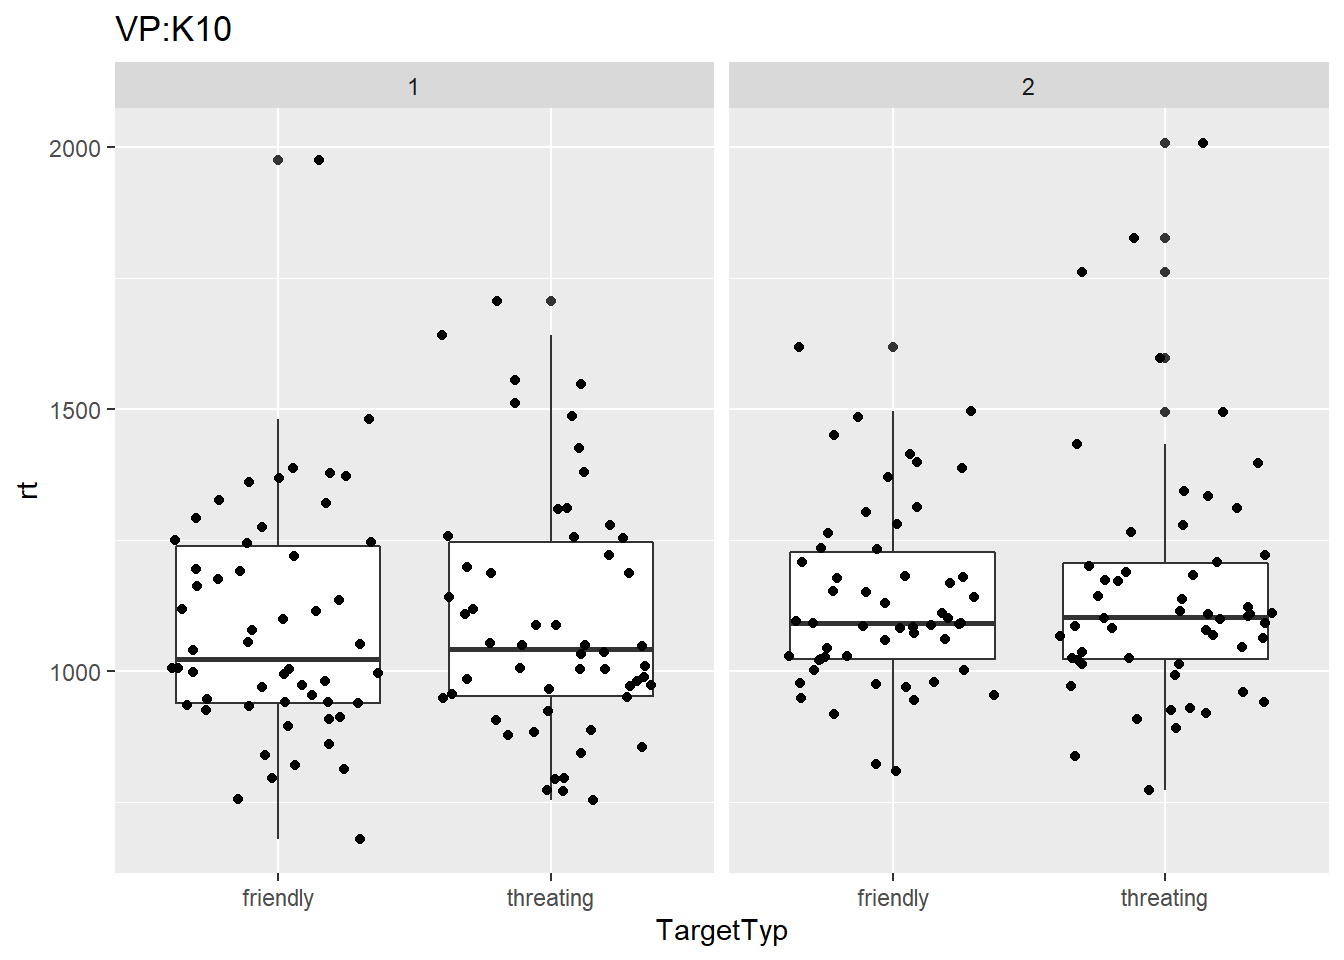 VP:K10
1
2
2000
1500
1000
rt
friendly
threating
friendly
threating
TargetTyp